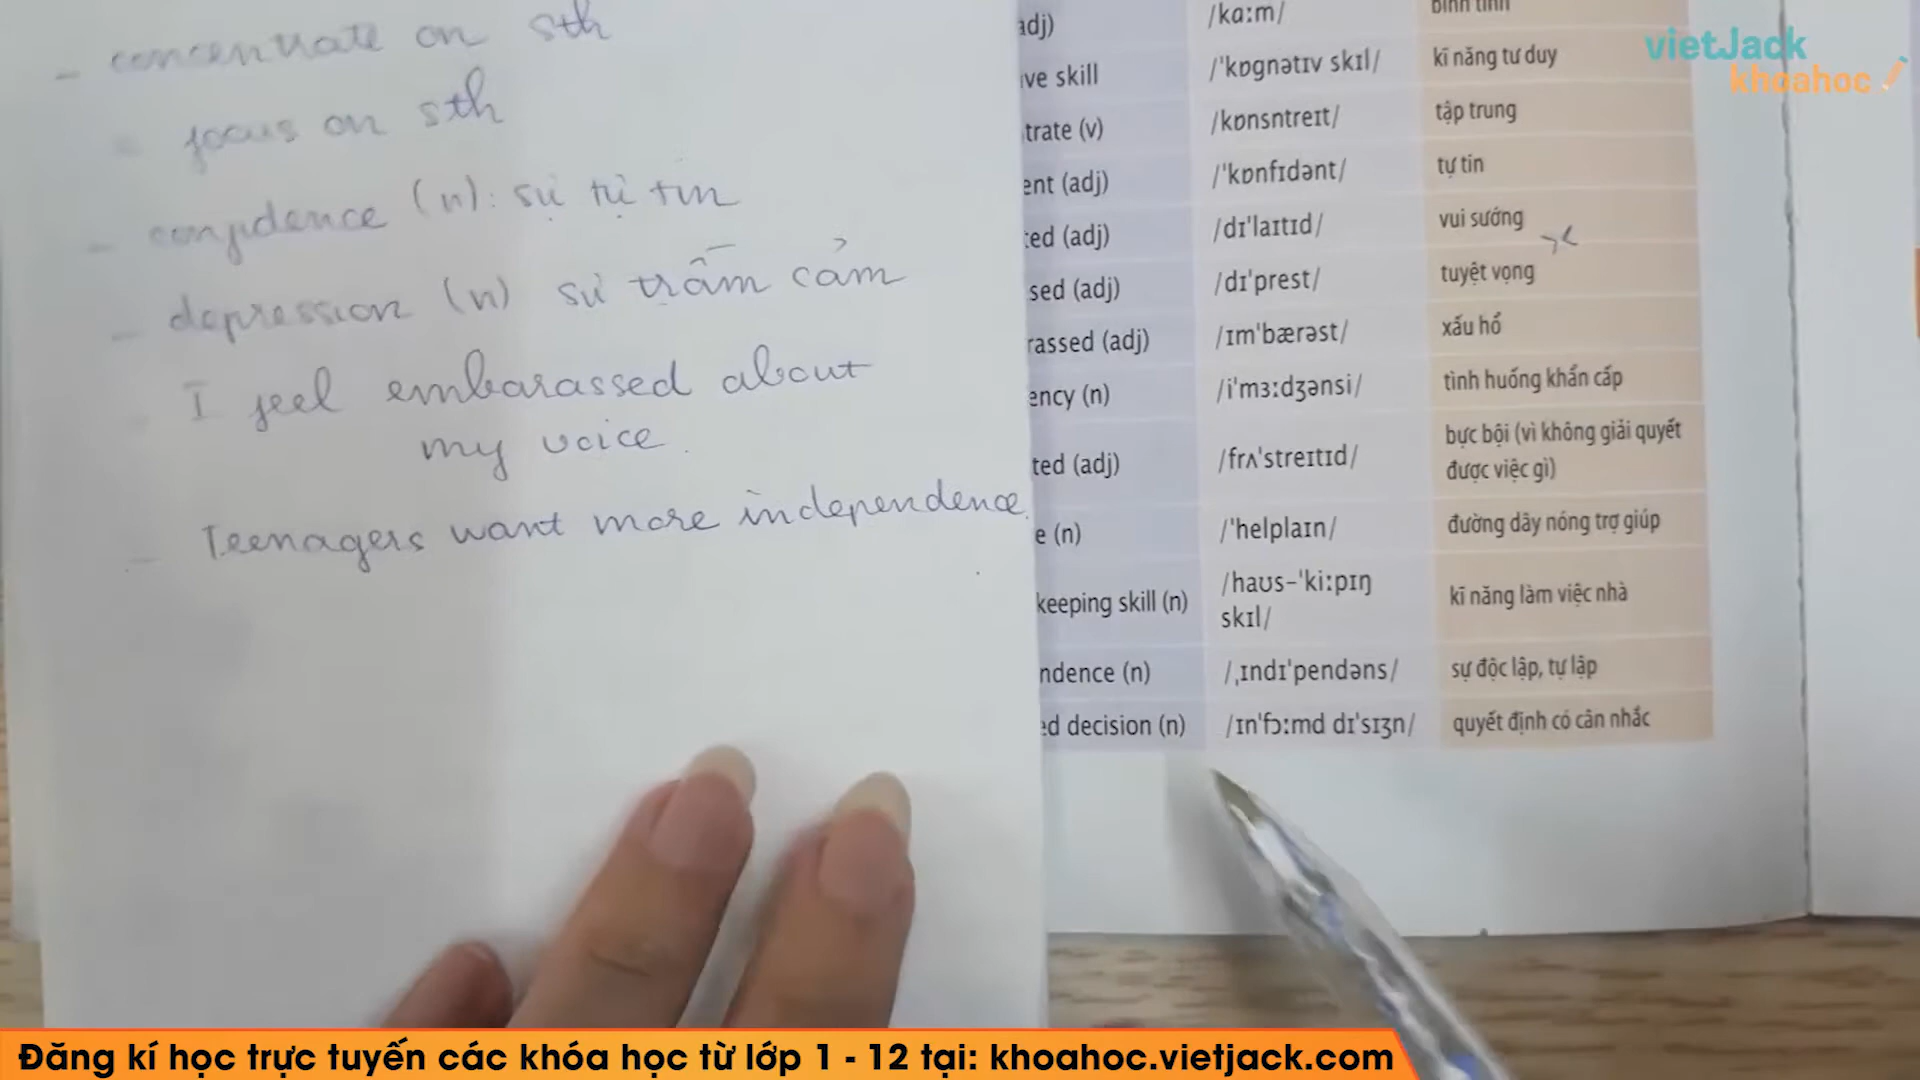 - concentrate on sth
= focus on sth
- confidence (n): sự tự tin
- depression (n) sự trầm cảm
I feel embarassed about
my voice.
- Teenagers want more independence.
adj) /kɑːm/ bình tĩnh
ive skill /ˈkɒɡnətɪv skɪl/ kĩ năng tư duy
trate (v) /kɒnsntreɪt/ tập trung
ent (adj) /ˈkɒnfɪdənt/ tự tin
ted (adj) /dɪˈlaɪtɪd/ vui sướng
sed (adj) /dɪˈprest/ tuyệt vọng
rassed (adj) /ɪmˈbærəst/ xấu hổ
ency (n) /iˈmɜːdʒənsi/ tình huống khẩn cấp
ted (adj) /frʌˈstreɪtɪd/ bực bội (vì không giải quyết
được việc gì)
e (n) /ˈhelplaɪn/ đường dây nóng trợ giúp
keeping skill (n) /haʊs-ˈkiːpɪŋ
skɪl/ kĩ năng làm việc nhà
ndence (n) /ˌɪndɪˈpendəns/ sự độc lập, tự lập
ed decision (n) /ɪnˈfɔːmd dɪˈsɪʒn/ quyết định có cân nhắc
vietJack
khoahoc
Đăng kí học trực tuyến các khóa học từ lớp 1 - 12 tại: khoahoc.vietjack.com